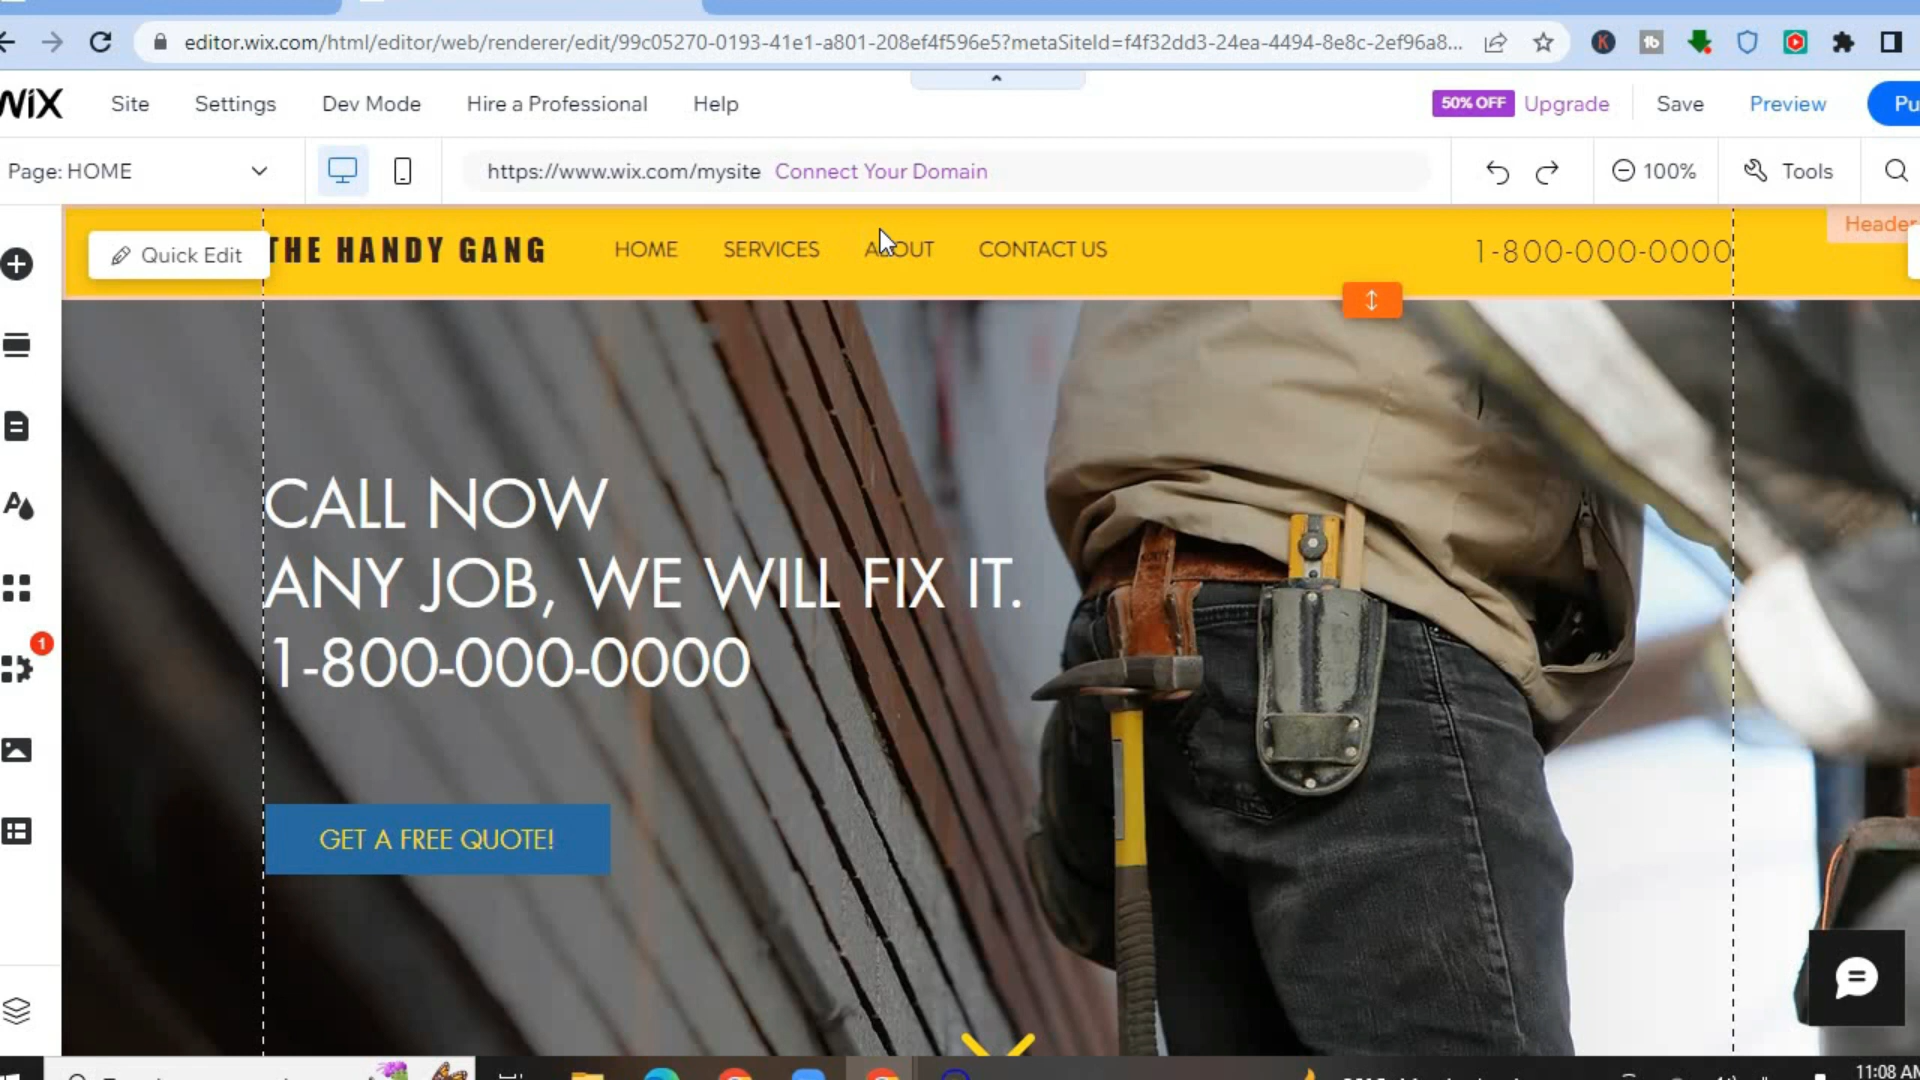 editor.wix.com/html/editor/web/renderer/edit/99c05270-0193-41e1-a801-208ef4f596e5?metaSiteId=f4f32dd3-24ea-4494-8e8c-2ef96a8...
WiX Site Settings Dev Mode Hire a Professional Help 50% OFF Upgrade Save Preview Pu
Page: HOME https://www.wix.com/mysite Connect Your Domain 100% Tools
Header
Quick Edit THE HANDY GANG HOME SERVICES ABOUT CONTACT US 1-800-000-0000
CALL NOW
ANY JOB, WE WILL FIX IT.
1-800-000-0000
1
GET A FREE QUOTE!
11:08 AM